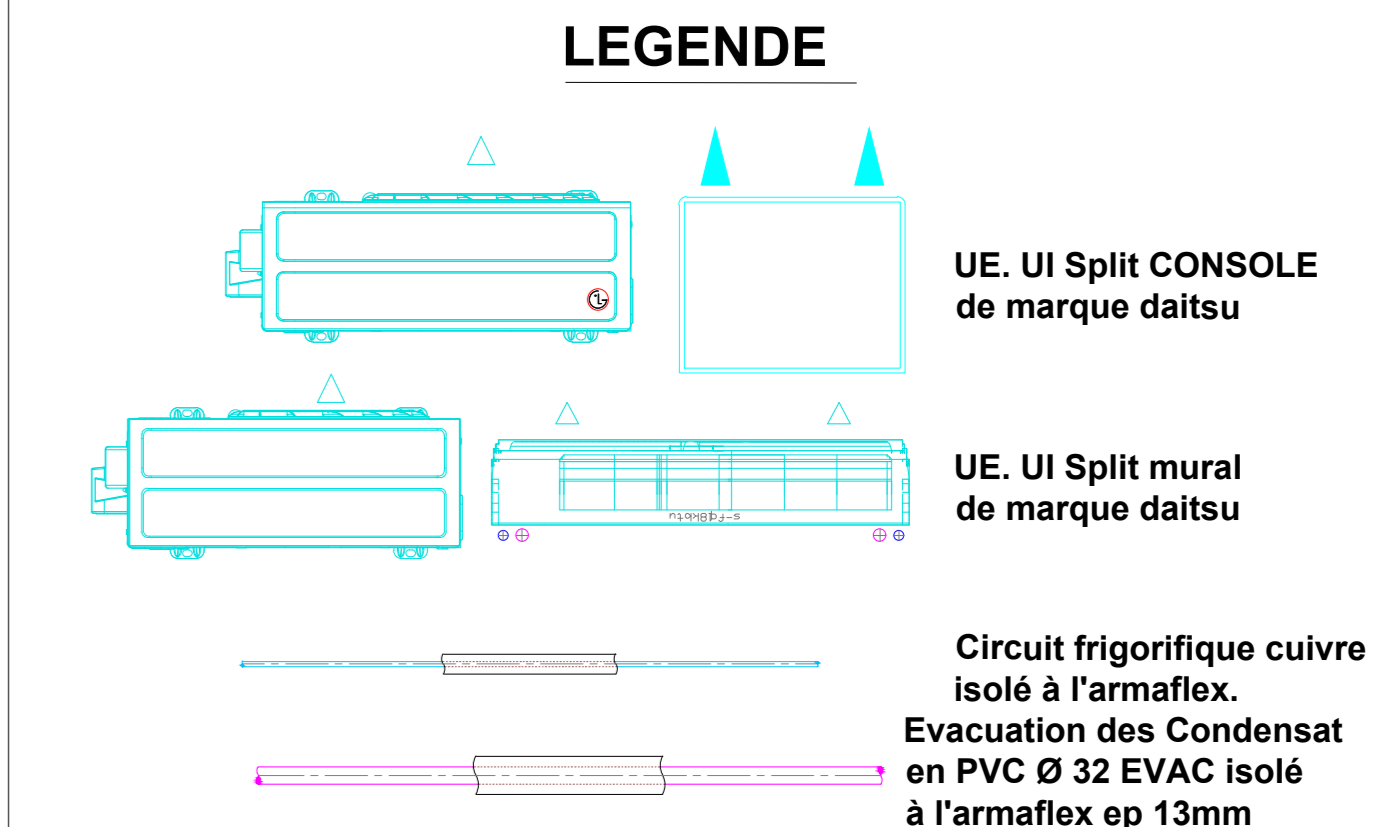 LEGENDE
UE. UI Split CONSOLE
de marque daitsu
UE. UI Split mural
de marque daitsu
Circuit frigorifique cuivre
isolé à l'armaflex.
Evacuation des Condensat
en PVC Ø 32 EVAC isolé
à l'armaflex ep 13mm